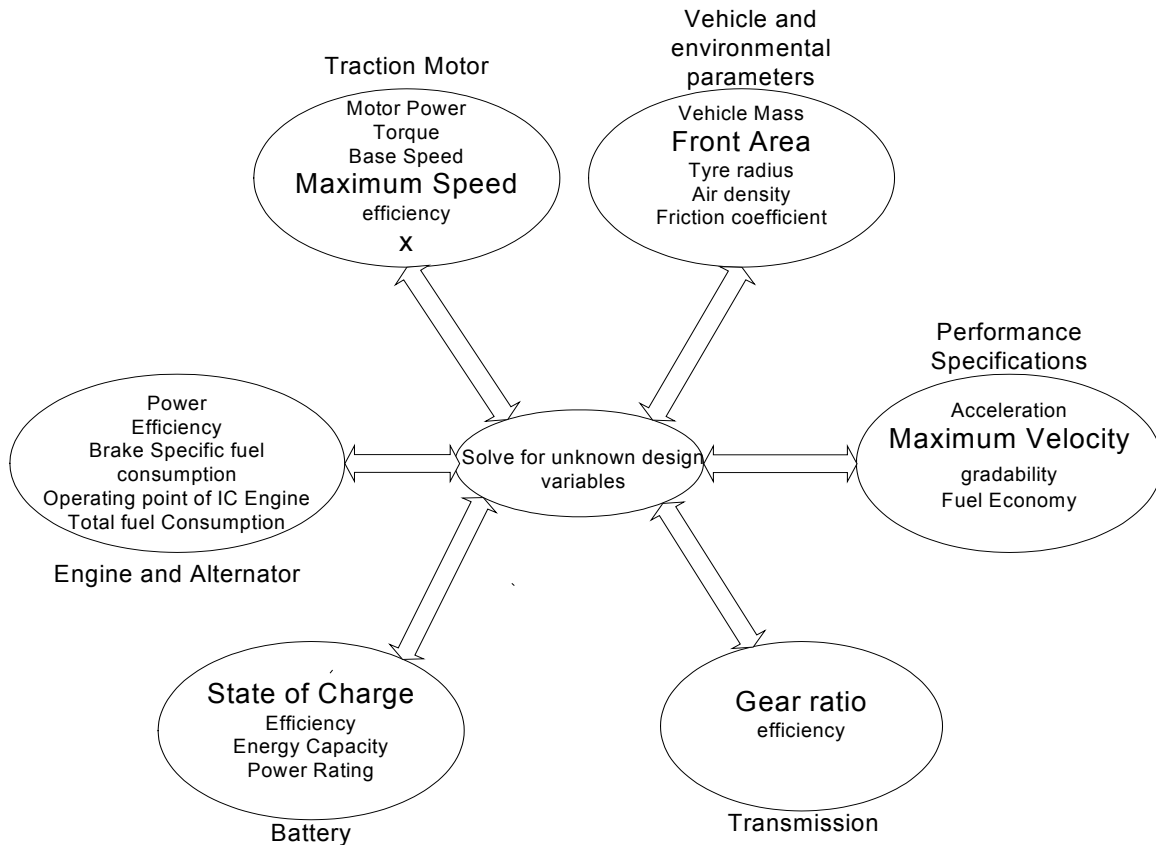 Vehicle and
environmental
parameters
Traction Motor
Motor Power
Torque
Base Speed
Maximum Speed
efficiency
x
Vehicle Mass
Front Area
Tyre radius
Air density
Friction coefficient
Performance
Specifications
Acceleration
Maximum Velocity
gradability
Fuel Economy
Power
Efficiency
Brake Specific fuel
consumption
Operating point of IC Engine
Total fuel Consumption
Engine and Alternator
Solve for unknown design
variables
State of Charge
Efficiency
Energy Capacity
Power Rating
Battery
Gear ratio
efficiency
Transmission